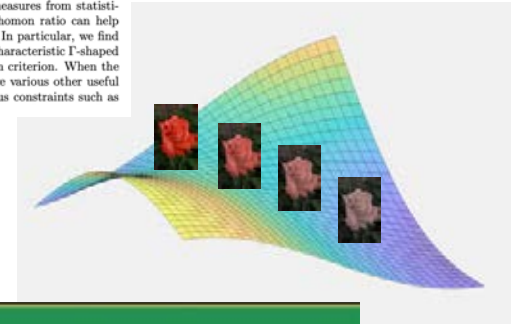 measures from statisti-
homon ratio can help
In particular, we find
haracteristic Γ-shaped
n criterion. When the
e various other useful
us constraints such as